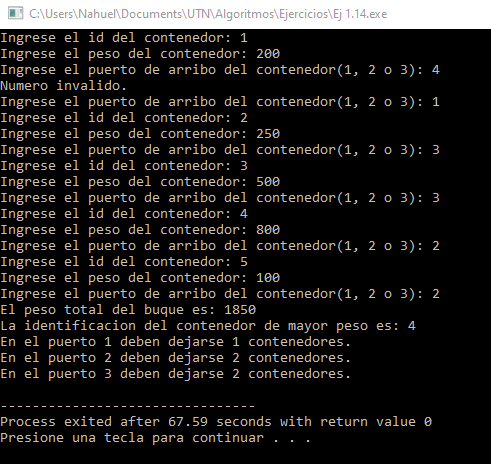 C:\Users\Nahuel\Documents\UTN\Algoritmos\Ejercicios\Ej 1.14.exe
Ingrese el id del contenedor: 1
Ingrese el peso del contenedor: 200
Ingrese el puerto de arribo del contenedor(1, 2 o 3): 4
Numero invalido.
Ingrese el puerto de arribo del contenedor(1, 2 o 3): 1
Ingrese el id del contenedor: 2
Ingrese el peso del contenedor: 250
Ingrese el puerto de arribo del contenedor(1, 2 o 3): 3
Ingrese el id del contenedor: 3
Ingrese el peso del contenedor: 500
Ingrese el puerto de arribo del contenedor(1, 2 o 3): 3
Ingrese el id del contenedor: 4
Ingrese el peso del contenedor: 800
Ingrese el puerto de arribo del contenedor(1, 2 o 3): 2
Ingrese el id del contenedor: 5
Ingrese el peso del contenedor: 100
Ingrese el puerto de arribo del contenedor(1, 2 o 3): 2
El peso total del buque es: 1850
La identificacion del contenedor de mayor peso es: 4
En el puerto 1 deben dejarse 1 contenedores.
En el puerto 2 deben dejarse 2 contenedores.
En el puerto 3 deben dejarse 2 contenedores.
--------------------------------
Process exited after 67.59 seconds with return value 0
Presione una tecla para continuar . . .